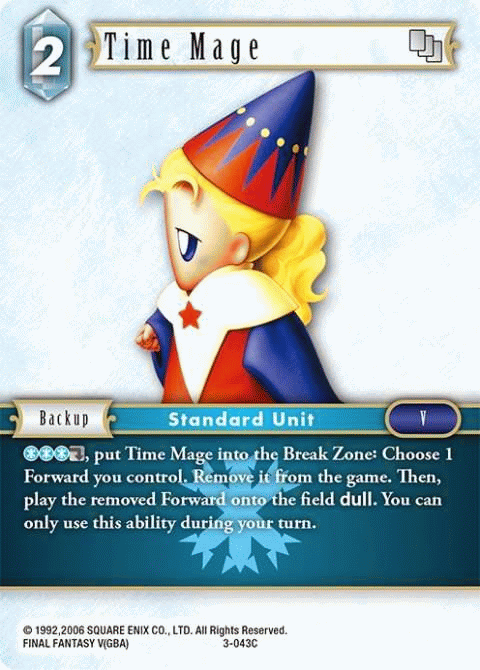 2
Time Mage
Backup
Standard Unit
V
, put Time Mage into the Break Zone: Choose 1
Forward you control. Remove it from the game. Then,
play the removed Forward onto the field dull. You can
only use this ability during your turn.
© 1992,2006 SQUARE ENIX CO., LTD. All Rights Reserved.
FINAL FANTASY V(GBA) 3-043C